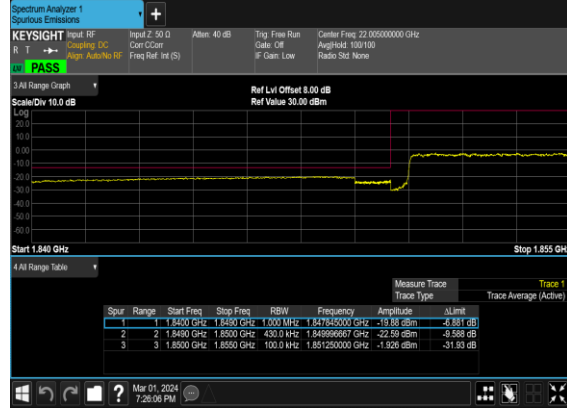 Spectrum Analyzer 1
Spurious Emissions
KEYSIGHT Input: RF Input Z: 50 Ω Atten: 40 dB Trig: Free Run Center Freq: 22.005000000 GHz
R T Coupling: DC Corr CCorr Gate: Off Avg|Hold: 100/100
Align: Auto/No RF Freq Ref: Int (S) IF Gain: Low Radio Std: None
PASS
3 All Range Graph
Ref Lvl Offset 8.00 dB
Scale/Div 10.0 dB Ref Value 30.00 dBm
Log
20.0
10.0
0.00
-10.0
-20.0
-30.0
-40.0
-50.0
-60.0
Start 1.840 GHz Stop 1.855 GH
4 All Range Table
Measure Trace Trace 1
Trace Type Trace Average (Active)
Spur Range Start Freq Stop Freq RBW Frequency Amplitude ΔLimit
1 1 1.8400 GHz 1.8490 GHz 1.000 MHz 1.847845000 GHz -19.88 dBm -6.881 dB
2 2 1.8490 GHz 1.8500 GHz 430.0 kHz 1.849996667 GHz -22.59 dBm -9.588 dB
3 3 1.8500 GHz 1.8550 GHz 100.0 kHz 1.851250000 GHz -1.926 dBm -31.93 dB
? Mar 01, 2024
7:26:06 PM